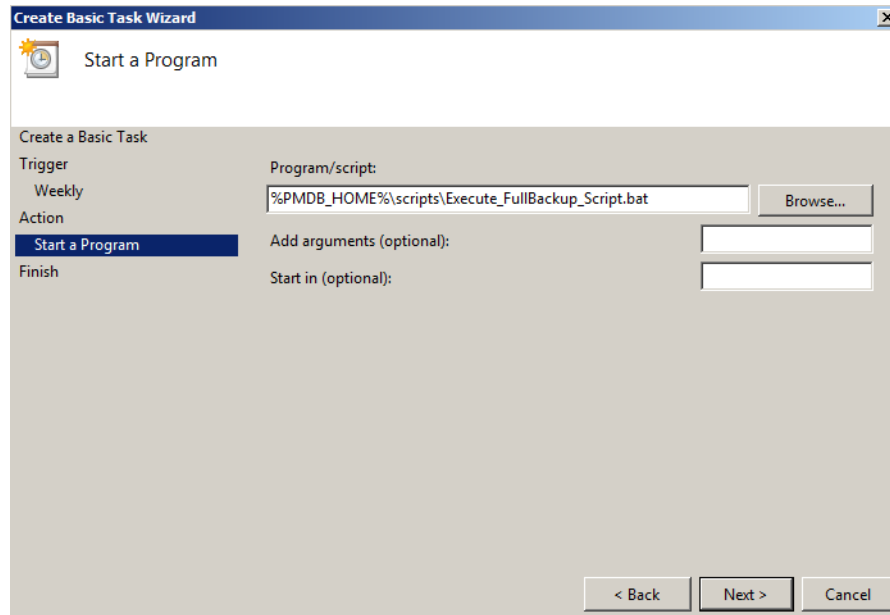 Create Basic Task Wizard
Start a Program
Create a Basic Task
Trigger
Weekly
Action
Start a Program
Finish
Program/script:
%PMDB_HOME%\scripts\Execute_FullBackup_Script.bat
Browse...
Add arguments (optional):
Start in (optional):
< Back
Next >
Cancel